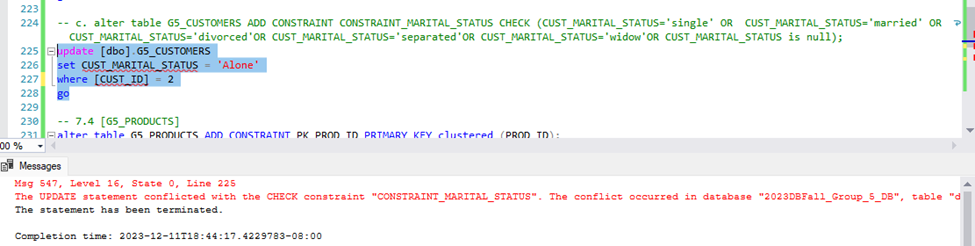 223
224 -- c. alter table G5_CUSTOMERS ADD CONSTRAINT CONSTRAINT_MARITAL_STATUS CHECK (CUST_MARITAL_STATUS='single' OR  CUST_MARITAL_STATUS='married' OR
CUST_MARITAL_STATUS='divorced'OR CUST_MARITAL_STATUS='separated'OR CUST_MARITAL_STATUS='widow'OR CUST_MARITAL_STATUS is null);
225 update [dbo].G5_CUSTOMERS
226 set CUST_MARITAL_STATUS = 'Alone'
227 where [CUST_ID] = 2
228 go
229
230 -- 7.4 [G5_PRODUCTS]
231 alter table G5_PRODUCTS ADD CONSTRAINT PK_PROD_ID PRIMARY KEY clustered (PROD_ID);
00 %
Messages
Msg 547, Level 16, State 0, Line 225
The UPDATE statement conflicted with the CHECK constraint "CONSTRAINT_MARITAL_STATUS". The conflict occurred in database "2023DBFall_Group_5_DB", table "d
The statement has been terminated.
Completion time: 2023-12-11T18:44:17.4229783-08:00